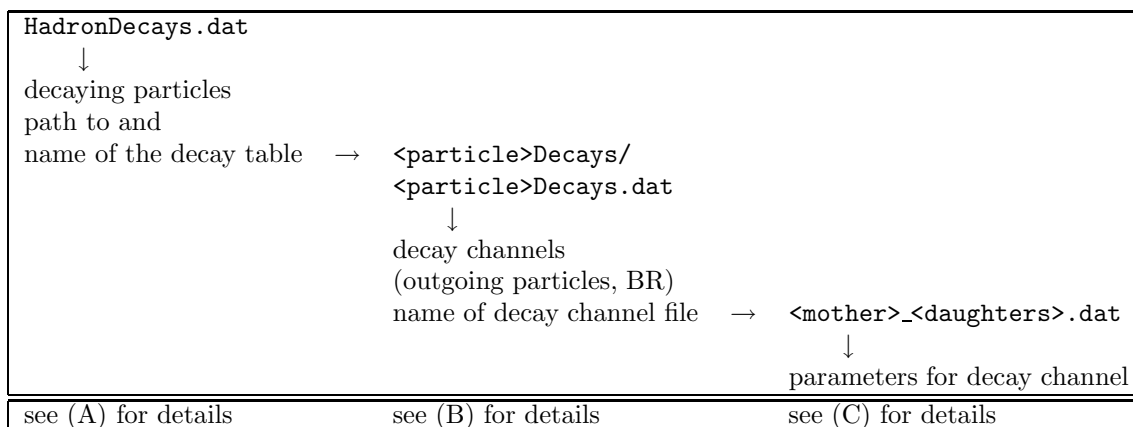 HadronDecays.dat
↓
decaying particles
path to and
name of the decay table → <particle>Decays/
<particle>Decays.dat
↓
decay channels
(outgoing particles, BR)
name of decay channel file → <mother>_<daughters>.dat
↓
parameters for decay channel
see (A) for details see (B) for details see (C) for details